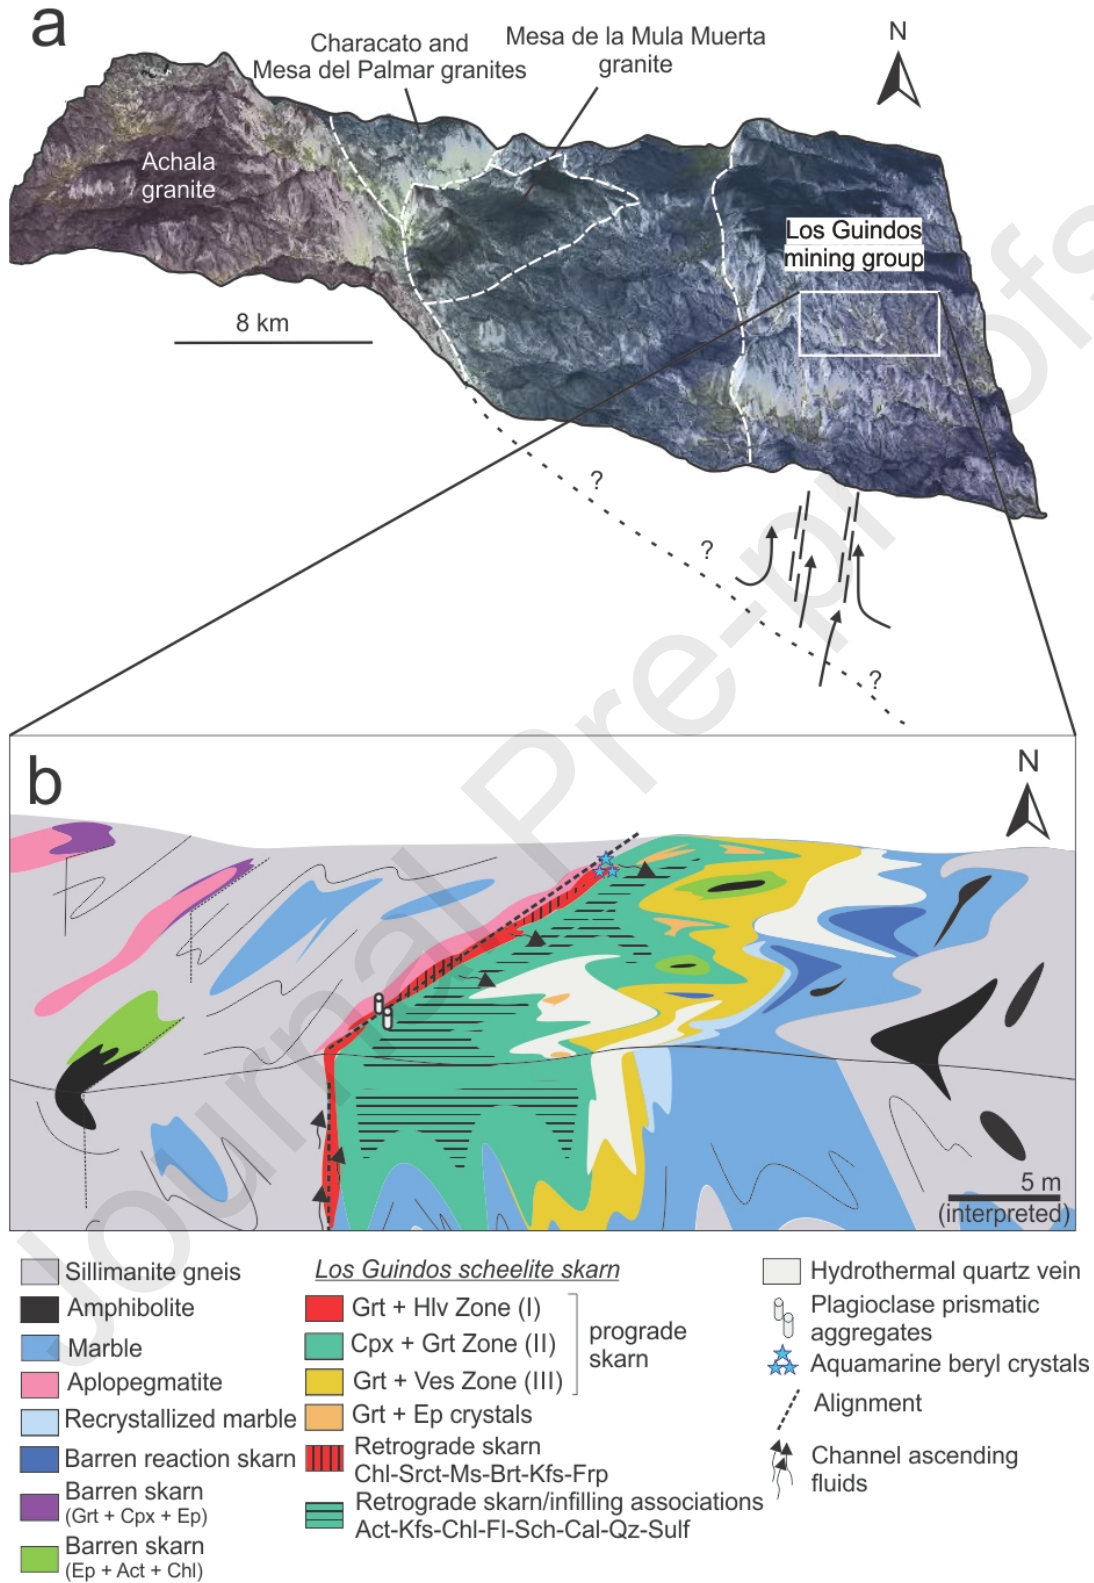 a
Characato and
Mesa del Palmar granites
Mesa de la Mula Muerta
granite
N
Achala
granite
Los Guindos
mining group
8 km
?
?
?
b
N
5 m
(interpreted)
Journal Pre-proofs
Sillimanite gneis
Amphibolite
Marble
Aplopegmatite
Recrystallized marble
Barren reaction skarn
Barren skarn
(Grt + Cpx + Ep)
Barren skarn
(Ep + Act + Chl)
Los Guindos scheelite skarn
Grt + Hlv Zone (I)
Cpx + Grt Zone (II)
Grt + Ves Zone (III)
prograde
skarn
Grt + Ep crystals
Retrograde skarn
Chl-Srct-Ms-Brt-Kfs-Frp
Retrograde skarn/infilling associations
Act-Kfs-Chl-Fl-Sch-Cal-Qz-Sulf
Hydrothermal quartz vein
Plagioclase prismatic
aggregates
Aquamarine beryl crystals
Alignment
Channel ascending
fluids